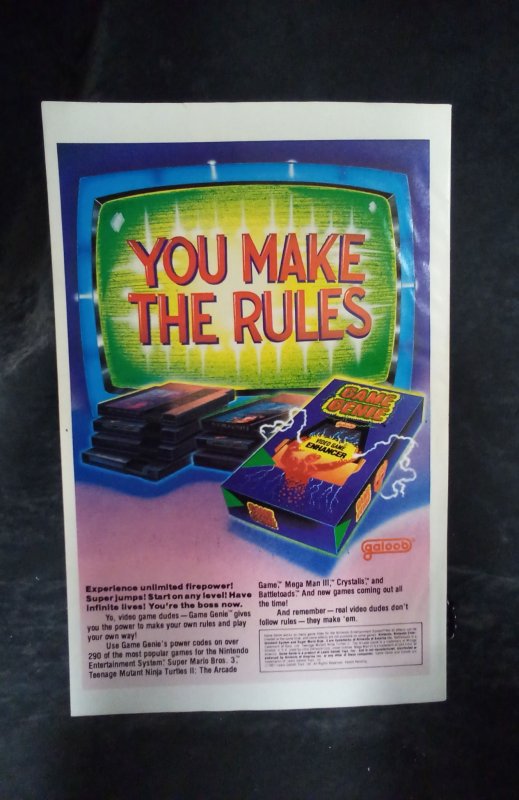 YOU MAKE
THE RULES
GAME
GENIE
VIDEO GAME
ENHANCER
GAME
GENIE
galoob
Experience unlimited firepower!
Super jumps! Start on any level! Have
infinite lives! You're the boss now.
Yo, video game dudes — Game Genie™ gives
you the power to make your own rules and play
your own way!
Use Game Genie's power codes on over
290 of the most popular games for the Nintendo
Entertainment System: Super Mario Bros. 3,™
Teenage Mutant Ninja Turtles II: The Arcade
Game,™ Mega Man III,™ Crystalis,™ and
Battletoads.™ And new games coming out all
the time!
And remember — real video dudes don't
follow rules — they make 'em.